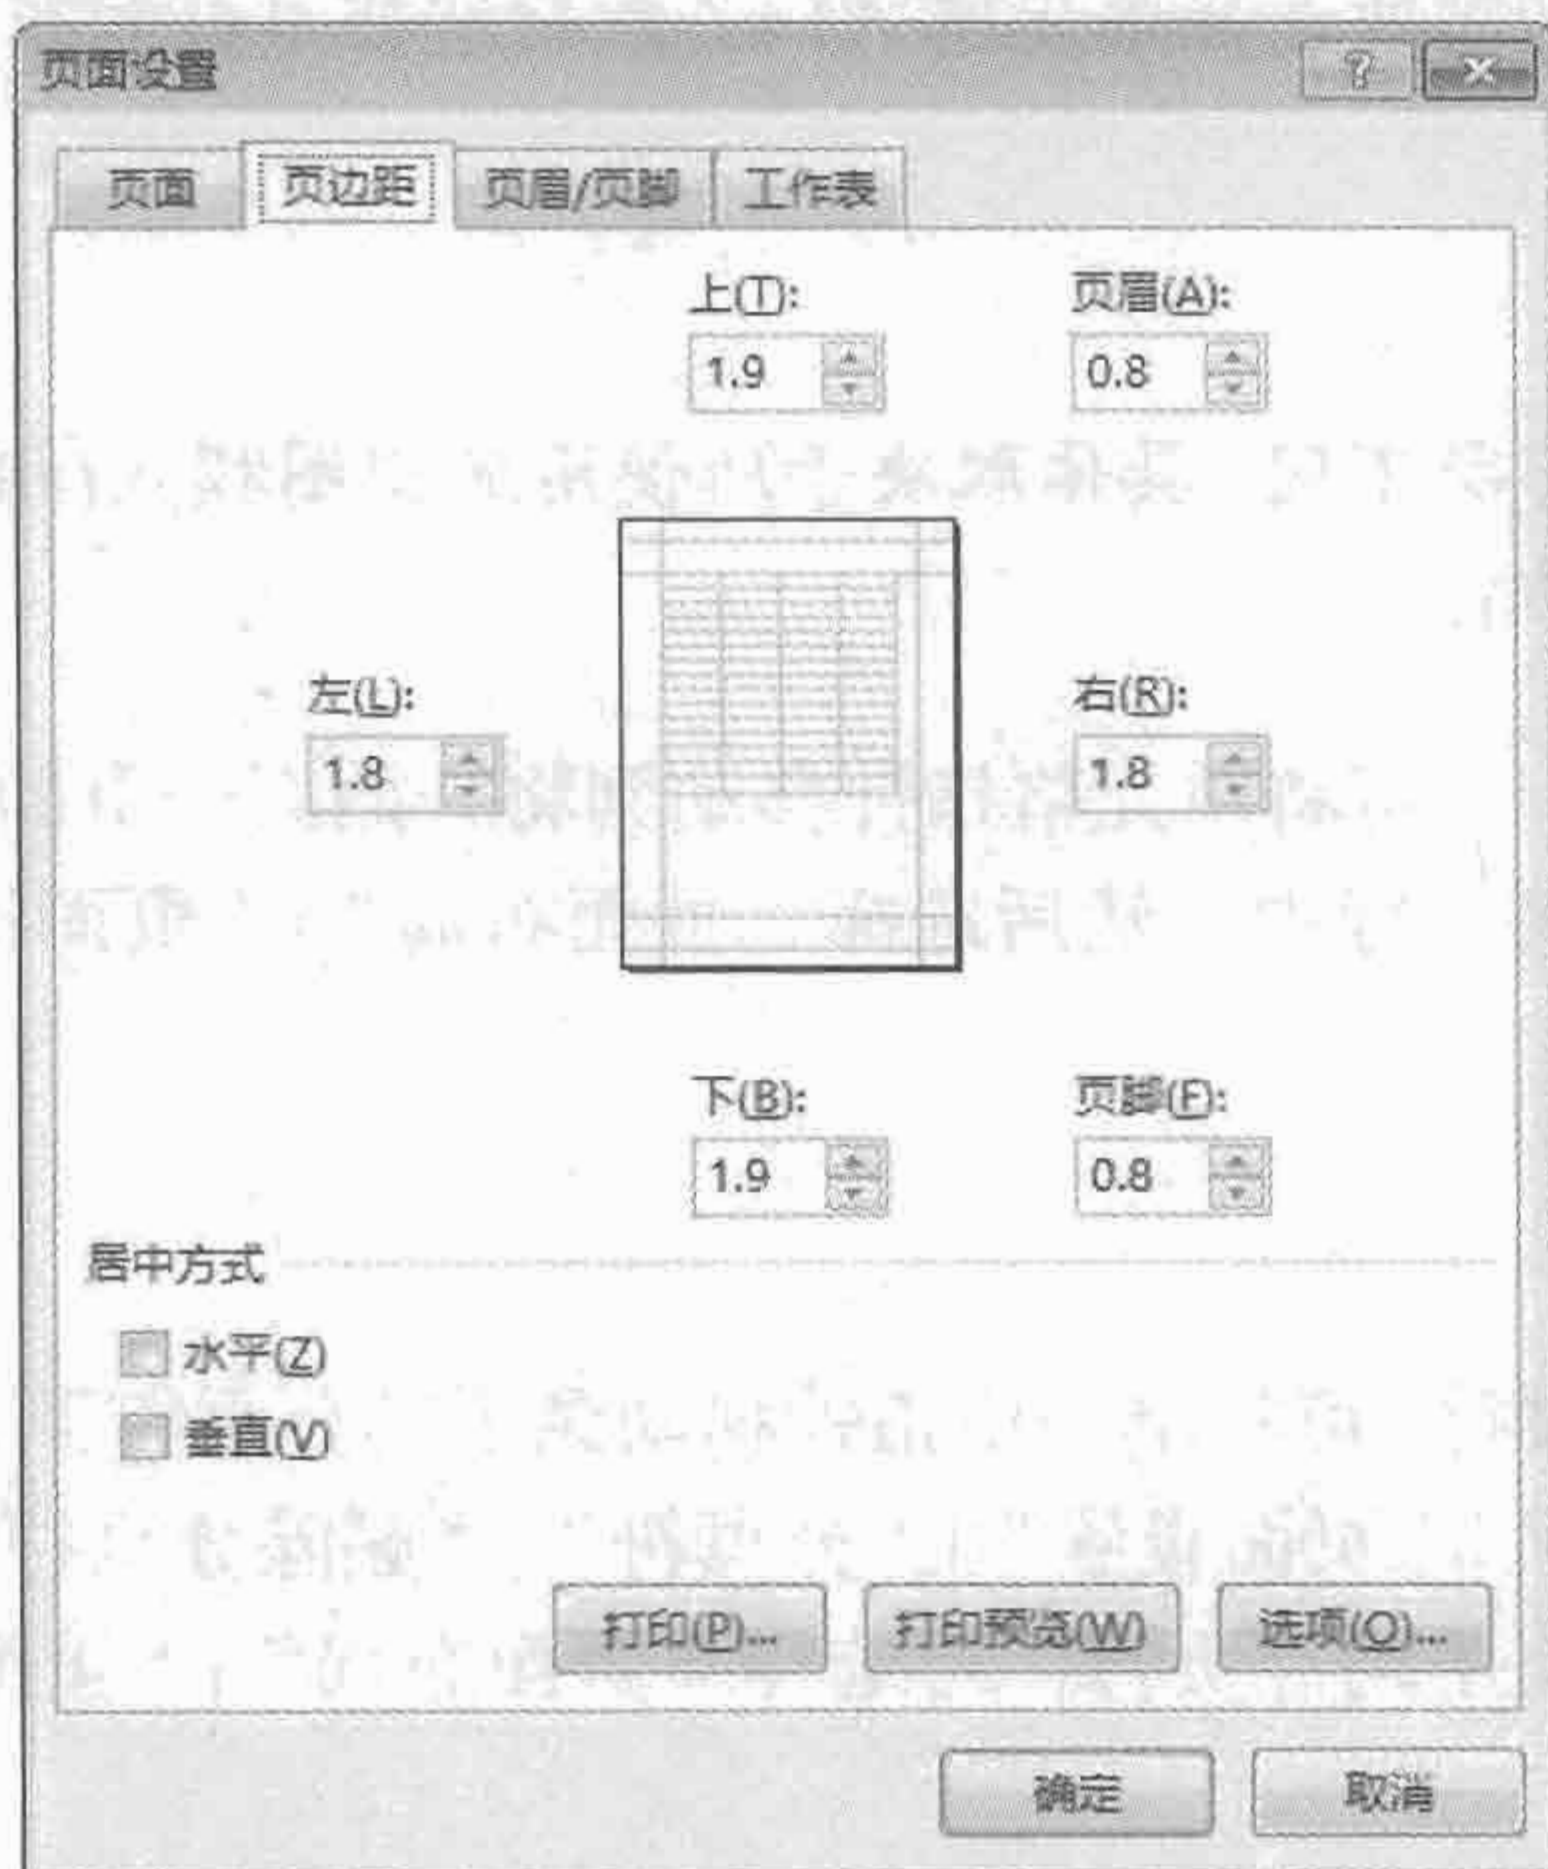 页面设置
页面 页边距 页眉/页脚 工作表
上(T): 页眉(A):
1.9 0.8
左(L): 右(R):
1.8 1.8
下(B): 页脚(F):
1.9 0.8
居中方式
水平(Z)
垂直(V)
打印(P)... 打印预览(W) 选项(O)...
确定 取消